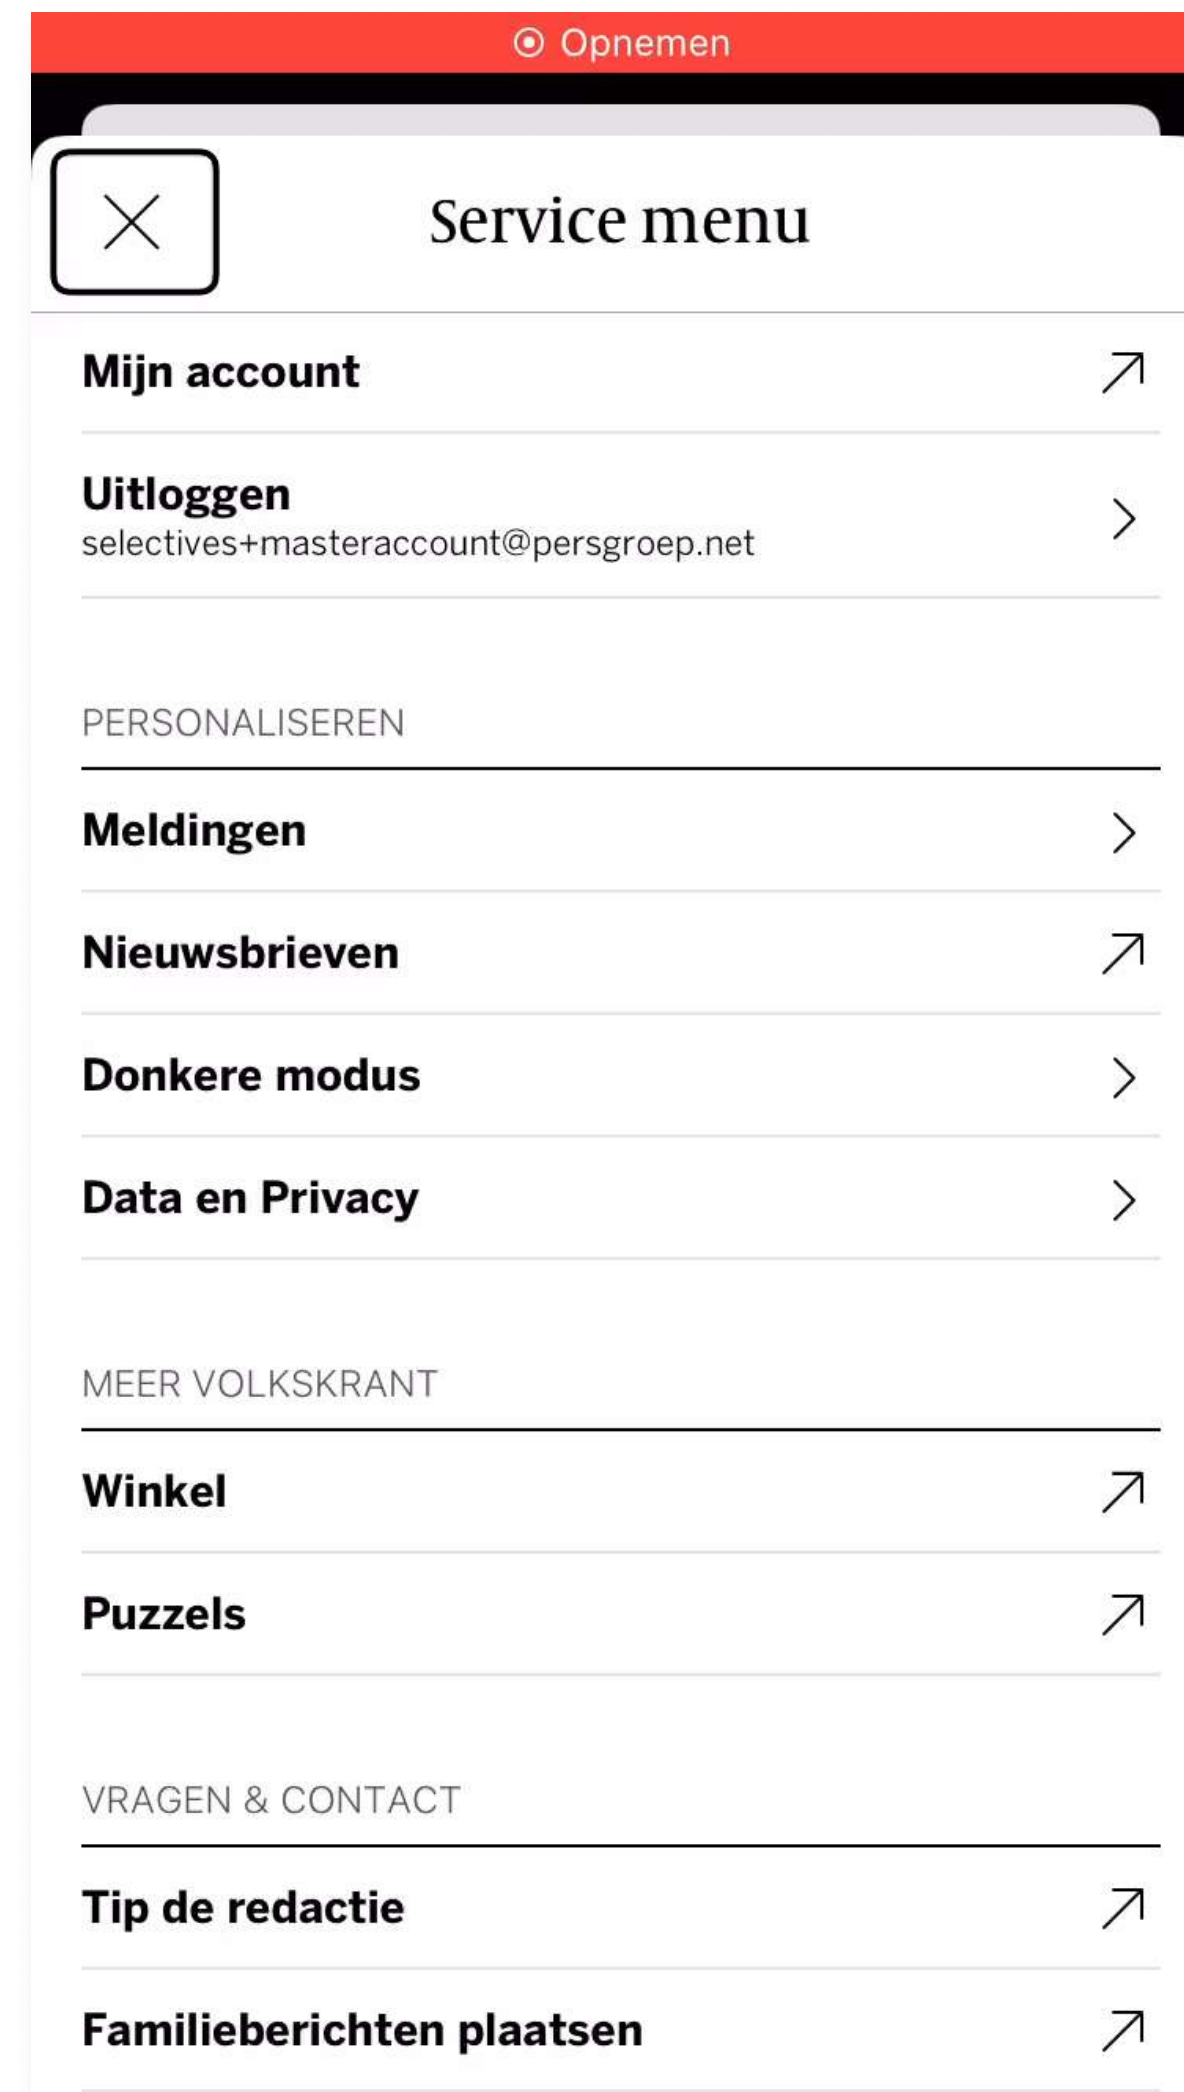 Opnemen
Service menu
Mijn account
Uitloggen
selectives+masteraccount@persgroep.net
PERSONALISEREN
Meldingen
Nieuwsbrieven
Donkere modus
Data en Privacy
MEER VOLKSKRANT
Winkel
Puzzels
VRAGEN & CONTACT
Tip de redactie
Familieberichten plaatsen